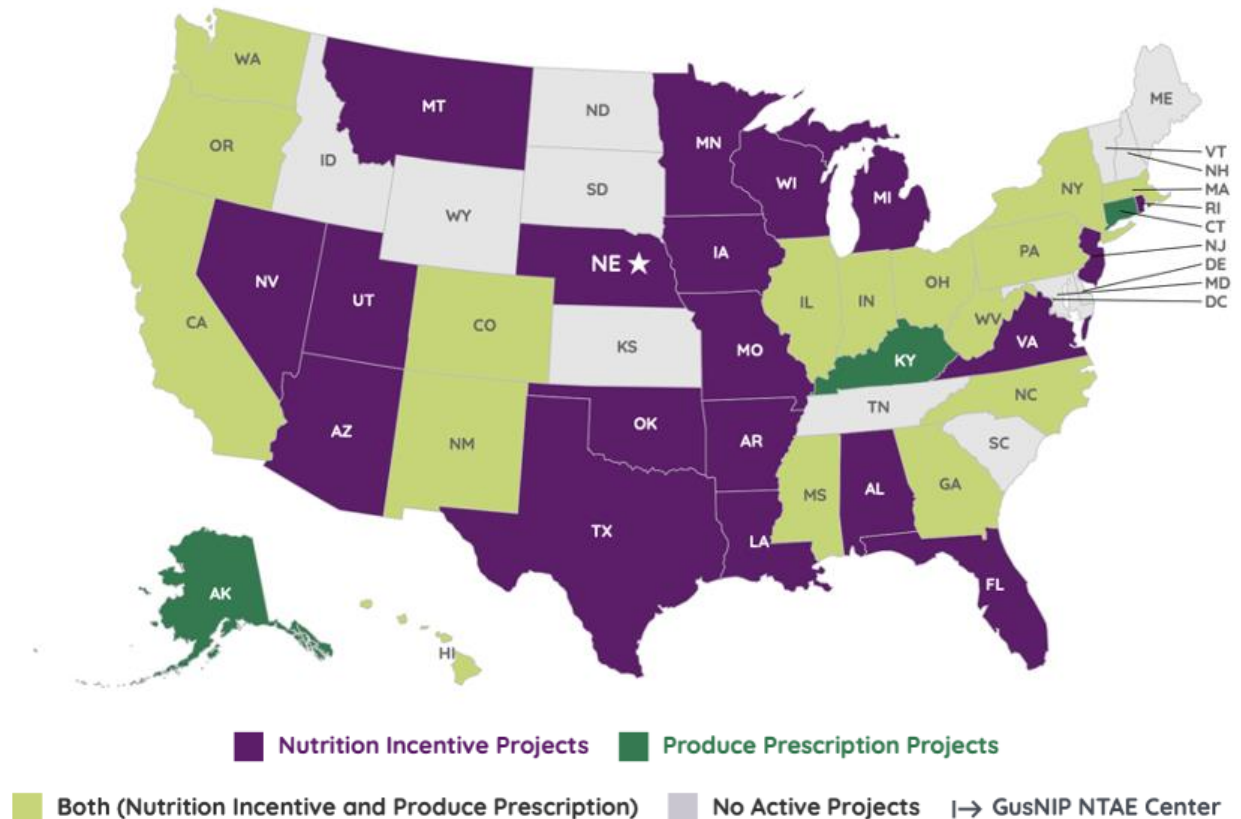 WA
MT
ND
MN
ME
OR
ID
SD
WI
MI
VT
NH
WY
NY
MA
RI
CT
NE
IA
PA
NJ
DE
MD
DC
NV
UT
CO
IL
IN
OH
WV
VA
CA
KS
MO
KY
NC
TN
AZ
NM
OK
AR
SC
MS
AL
GA
TX
LA
FL
AK
HI
Nutrition Incentive Projects
Produce Prescription Projects
Both (Nutrition Incentive and Produce Prescription)
No Active Projects
GusNIP NTAE Center